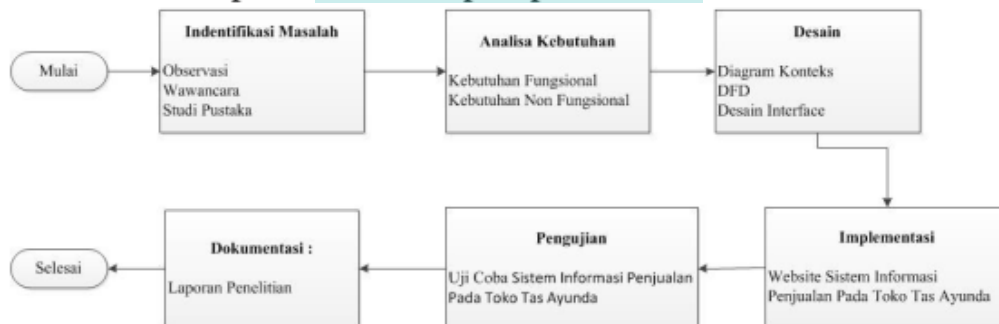 Mulai
Indentifikasi Masalah
Observasi
Wawancara
Studi Pustaka
Analisa Kebutuhan
Kebutuhan Fungsional
Kebutuhan Non Fungsional
Desain
Diagram Konteks
DFD
Desain Interface
Implementasi
Website Sistem Informasi
Penjualan Pada Toko Tas Ayunda
Pengujian
Uji Coba Sistem Informasi Penjualan
Pada Toko Tas Ayunda
Dokumentasi :
Laporan Penelitian
Selesai